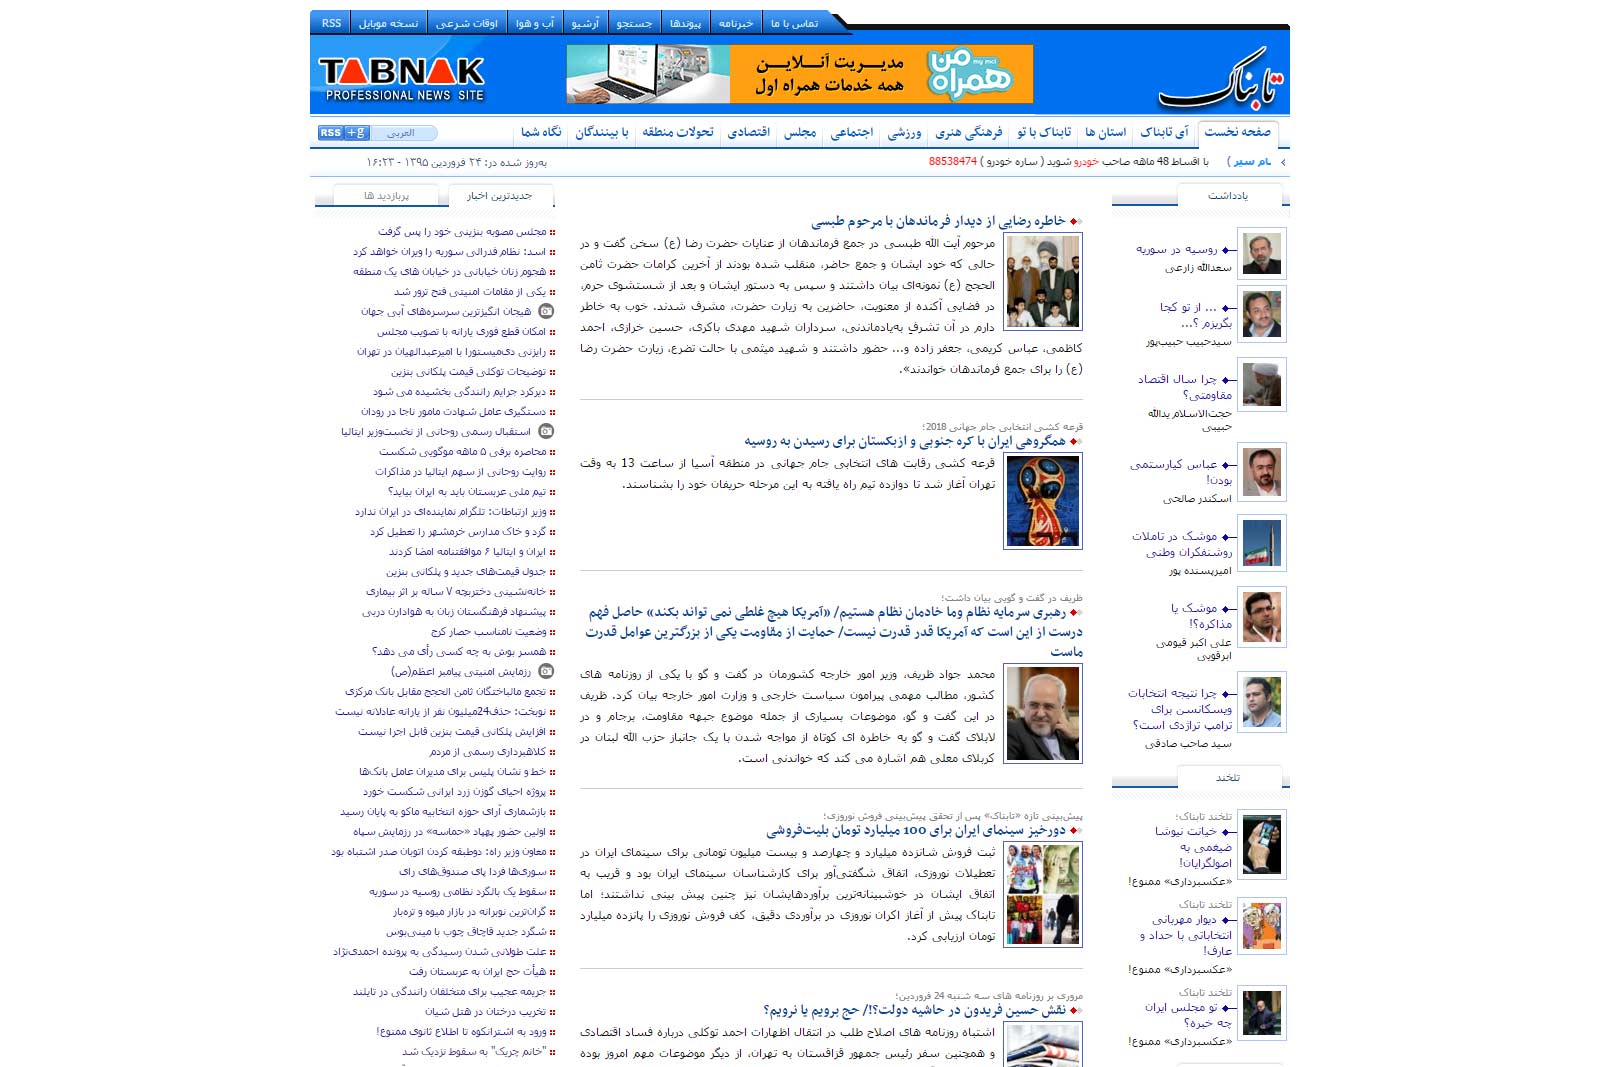 تماس با ما
خبرنامه
پیوندها
جستجو
آرشیو
آب و هوا
اوقات شرعی
نسخه موبایل
RSS
تابناک
من my mci
همراه
مدیریت آنلاین
همه خدمات همراه اول
TABNAK
PROFESSIONAL NEWS SITE
صفحه نخست
آی تابناک
استان ها
تابناک با تو
فرهنگی هنری
ورزشی
اجتماعی
مجلس
اقتصادی
تحولات منطقه
با بینندگان
نگاه شما
العربی
g+
RSS
با اقساط 48 ماهه صاحب خودرو شوید ( ساره خودرو ) 88538474
به‌روز شده در: ۲۴ فروردین ۱۳۹۵ - ۱۶:۲۳
یادداشت
روسیه در سوریه
سعدالله زارعی
... از تو کجا
بگریزم ؟...
سیدحبیب حبیب‌پور
چرا سال اقتصاد
مقاومتی؟
حجت‌الاسلام یدالله
حبیبی
عباس کیارستمی
بودن!
اسکندر صالحی
موشک در تاملات
روشنفکران وطنی
امیرپسنده پور
موشک یا
مذاکره؟!
علی اکبر قیومی
ابرقویی
چرا نتیجه انتخابات
ویسکانسن برای
ترامپ تراژدی است؟
سید صاحب صادقی
تلخند
تلخند تابناک؛
خیانت نیوشا
ضیغمی به
اصولگرایان!
«عکسبرداری» ممنوع!
تلخند تابناک
دیوار مهربانی
انتخاباتی با حداد و
عارف!
«عکسبرداری» ممنوع!
تلخند تابناک
تو مجلس ایران
چه خبره؟
«عکسبرداری» ممنوع!
خاطره رضایی از دیدار فرماندهان با مرحوم طبسی
مرحوم آیت الله طبسی در جمع فرماندهان از عنایات حضرت رضا (ع) سخن گفت و در
حالی که خود ایشان و جمع حاضر، منقلب شده بودند از آخرین کرامات حضرت ثامن
الحجج (ع) نمونه‌ای بیان داشتند و سپس به دستور ایشان و بعد از شستشوی حرم،
در فضایی آکنده از معنویت، حاضرین به زیارت حضرت، مشرف شدند. خوب به خاطر
دارم در آن تشرفِ به‌یادماندنی، سرداران شهید مهدی باکری، حسین خرازی، احمد
کاظمی، عباس کریمی، جعفر زاده و... حضور داشتند و شهید میثمی با حالت تضرع، زیارت حضرت رضا
(ع) را برای جمع فرماندهان خواندند».
قرعه کشی انتخابی جام جهانی 2018؛
همگروهی ایران با کره جنوبی و ازبکستان برای رسیدن به روسیه
قرعه کشی رقابت های انتخابی جام جهانی در منطقه آسیا از ساعت 13 به وقت
تهران آغاز شد تا دوازده تیم راه یافته به این مرحله حریفان خود را بشناسند.
ظریف در گفت و گویی بیان داشت؛
رهبری سرمایه نظام وما خادمان نظام هستیم/ «آمریکا هیچ غلطی نمی تواند بکند» حاصل فهم
درست از این است که آمریکا قدر قدرت نیست/ حمایت از مقاومت یکی از بزرگترین عوامل قدرت
ماست
محمد جواد ظریف، وزیر امور خارجه کشورمان در گفت و گو با یکی از روزنامه های
کشور، مطالب مهمی پیرامون سیاست خارجی و وزارت امور خارجه بیان کرد. ظریف
در این گفت و گو، موضوعات بسیاری از جمله موضوع جبهه مقاومت، برجام و در
لابلای گفت و گو به خاطره ای کوتاه از مواجه شدن با یک جانباز حزب الله لبنان در
کربلای معلی هم اشاره می کند که خواندنی است.
پیش‌بینی تازه «تابناک» پس از تحقق پیش‌بینی فروش نوروزی؛
دورخیز سینمای ایران برای 100 میلیارد تومان بلیت‌فروشی
ثبت فروش شانزده میلیارد و چهارصد و بیست میلیون تومانی برای سینمای ایران در
تعطیلات نوروزی، اتفاق شگفتی‌آور برای کارشناسان سینمای ایران بود و قریب به
اتفاق ایشان در خوشبینانه‌ترین برآوردهایشان نیز چنین پیش بینی نداشتند؛ اما
تابناک پیش از آغاز اکران نوروزی در برآوردی دقیق، کف فروش نوروزی را پانزده میلیارد
تومان ارزیابی کرد.
مروری بر روزنامه های سه شنبه 24 فروردین؛
نقش حسین فریدون در حاشیه دولت؟!/ حج برویم یا نرویم؟
اشتباه روزنامه های اصلاح طلب در انتقال اظهارات احمد توکلی درباره فساد اقتصادی
و همچنین سفر رئیس جمهور قزاقستان به تهران، از دیگر موضوعات مهم امروز بوده
جدیدترین اخبار
پربازدید ها
مجلس مصوبه بنزینی خود را پس گرفت
اسد: نظام فدرالی سوریه را ویران خواهد کرد
هجوم زنان خیابانی در خیابان های یک منطقه
یکی از مقامات امنیتی فتح ترور شد
هیجان انگیزترین سرسره‌های آبی جهان
امکان قطع فوری یارانه با تصویب مجلس
رایزنی دی‌میستورا با امیرعبدالهیان در تهران
توضیحات توکلی قیمت پلکانی بنزین
دیرکرد جرایم رانندگی بخشیده می شود
دستگیری عامل شهادت مامور ناجا در رودان
استقبال رسمی روحانی از نخست‌وزیر ایتالیا
محاصره برفی ۵ ماهه موگویی شکست
روایت روحانی از سهم ایتالیا در مذاکرات
تیم ملی عربستان باید به ایران بیاید؟
وزیر ارتباطات: تلگرام نماینده‌ای در ایران ندارد
گرد و خاک مدارس خرمشهر را تعطیل کرد
ایران و ایتالیا ۶ موافقتنامه امضا کردند
جدول قیمت‌های جدید و پلکانی بنزین
خانه‌نشینی دختربچه ۷ ساله بر اثر بیماری
پیشنهاد فرهنگستان زبان به هواداران دربی
وضعیت نامناسب حصار کرج
همسر بوش به چه کسی رأی می دهد؟
رزمایش امنیتی پیامبر اعظم(ص)
تجمع مالباختگان ثامن الحجج مقابل بانک مرکزی
نوبخت: حذف24میلیون نفر از یارانه عادلانه نیست
افزایش پلکانی قیمت بنزین قابل اجرا نیست
کلاهبرداری رسمی از مردم
خط و نشان پلیس برای مدیران عامل بانک‌ها
پروژه احیای گوزن زرد ایرانی شکست خورد
بازشماری آرای حوزه انتخابیه ماکو به پایان رسید
اولین حضور پهپاد «حماسه» در رزمایش سپاه
معاون وزیر راه: دوطبقه کردن اتوبان صدر اشتباه بود
سوری‌ها فردا پای صندوق‌های رای
سقوط یک بالگرد نظامی روسیه در سوریه
گران‌ترین نوبرانه در بازار میوه و تره‌بار
شگرد جدید قاچاق چوب با مینی‌بوس
علت طولانی شدن رسیدگی به پرونده احمدی‌نژاد
هیأت حج ایران به عربستان رفت
جریمه عجیب برای متخلفان رانندگی در تایلند
تخریب درختان در هتل شیان
ورود به اشترانکوه تا اطلاع ثانوی ممنوع!
"خانم چریک" به سقوط نزدیک شد